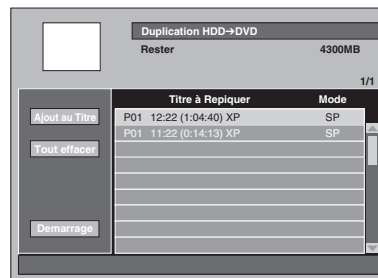 Duplication HDD→DVD
Rester 4300MB
1/1
Titre à Repiquer Mode
Ajout au Titre
P01 12:22 (1:04:40) XP SP
P01 11:22 (0:14:13) XP SP
Tout effacer
Demarrage